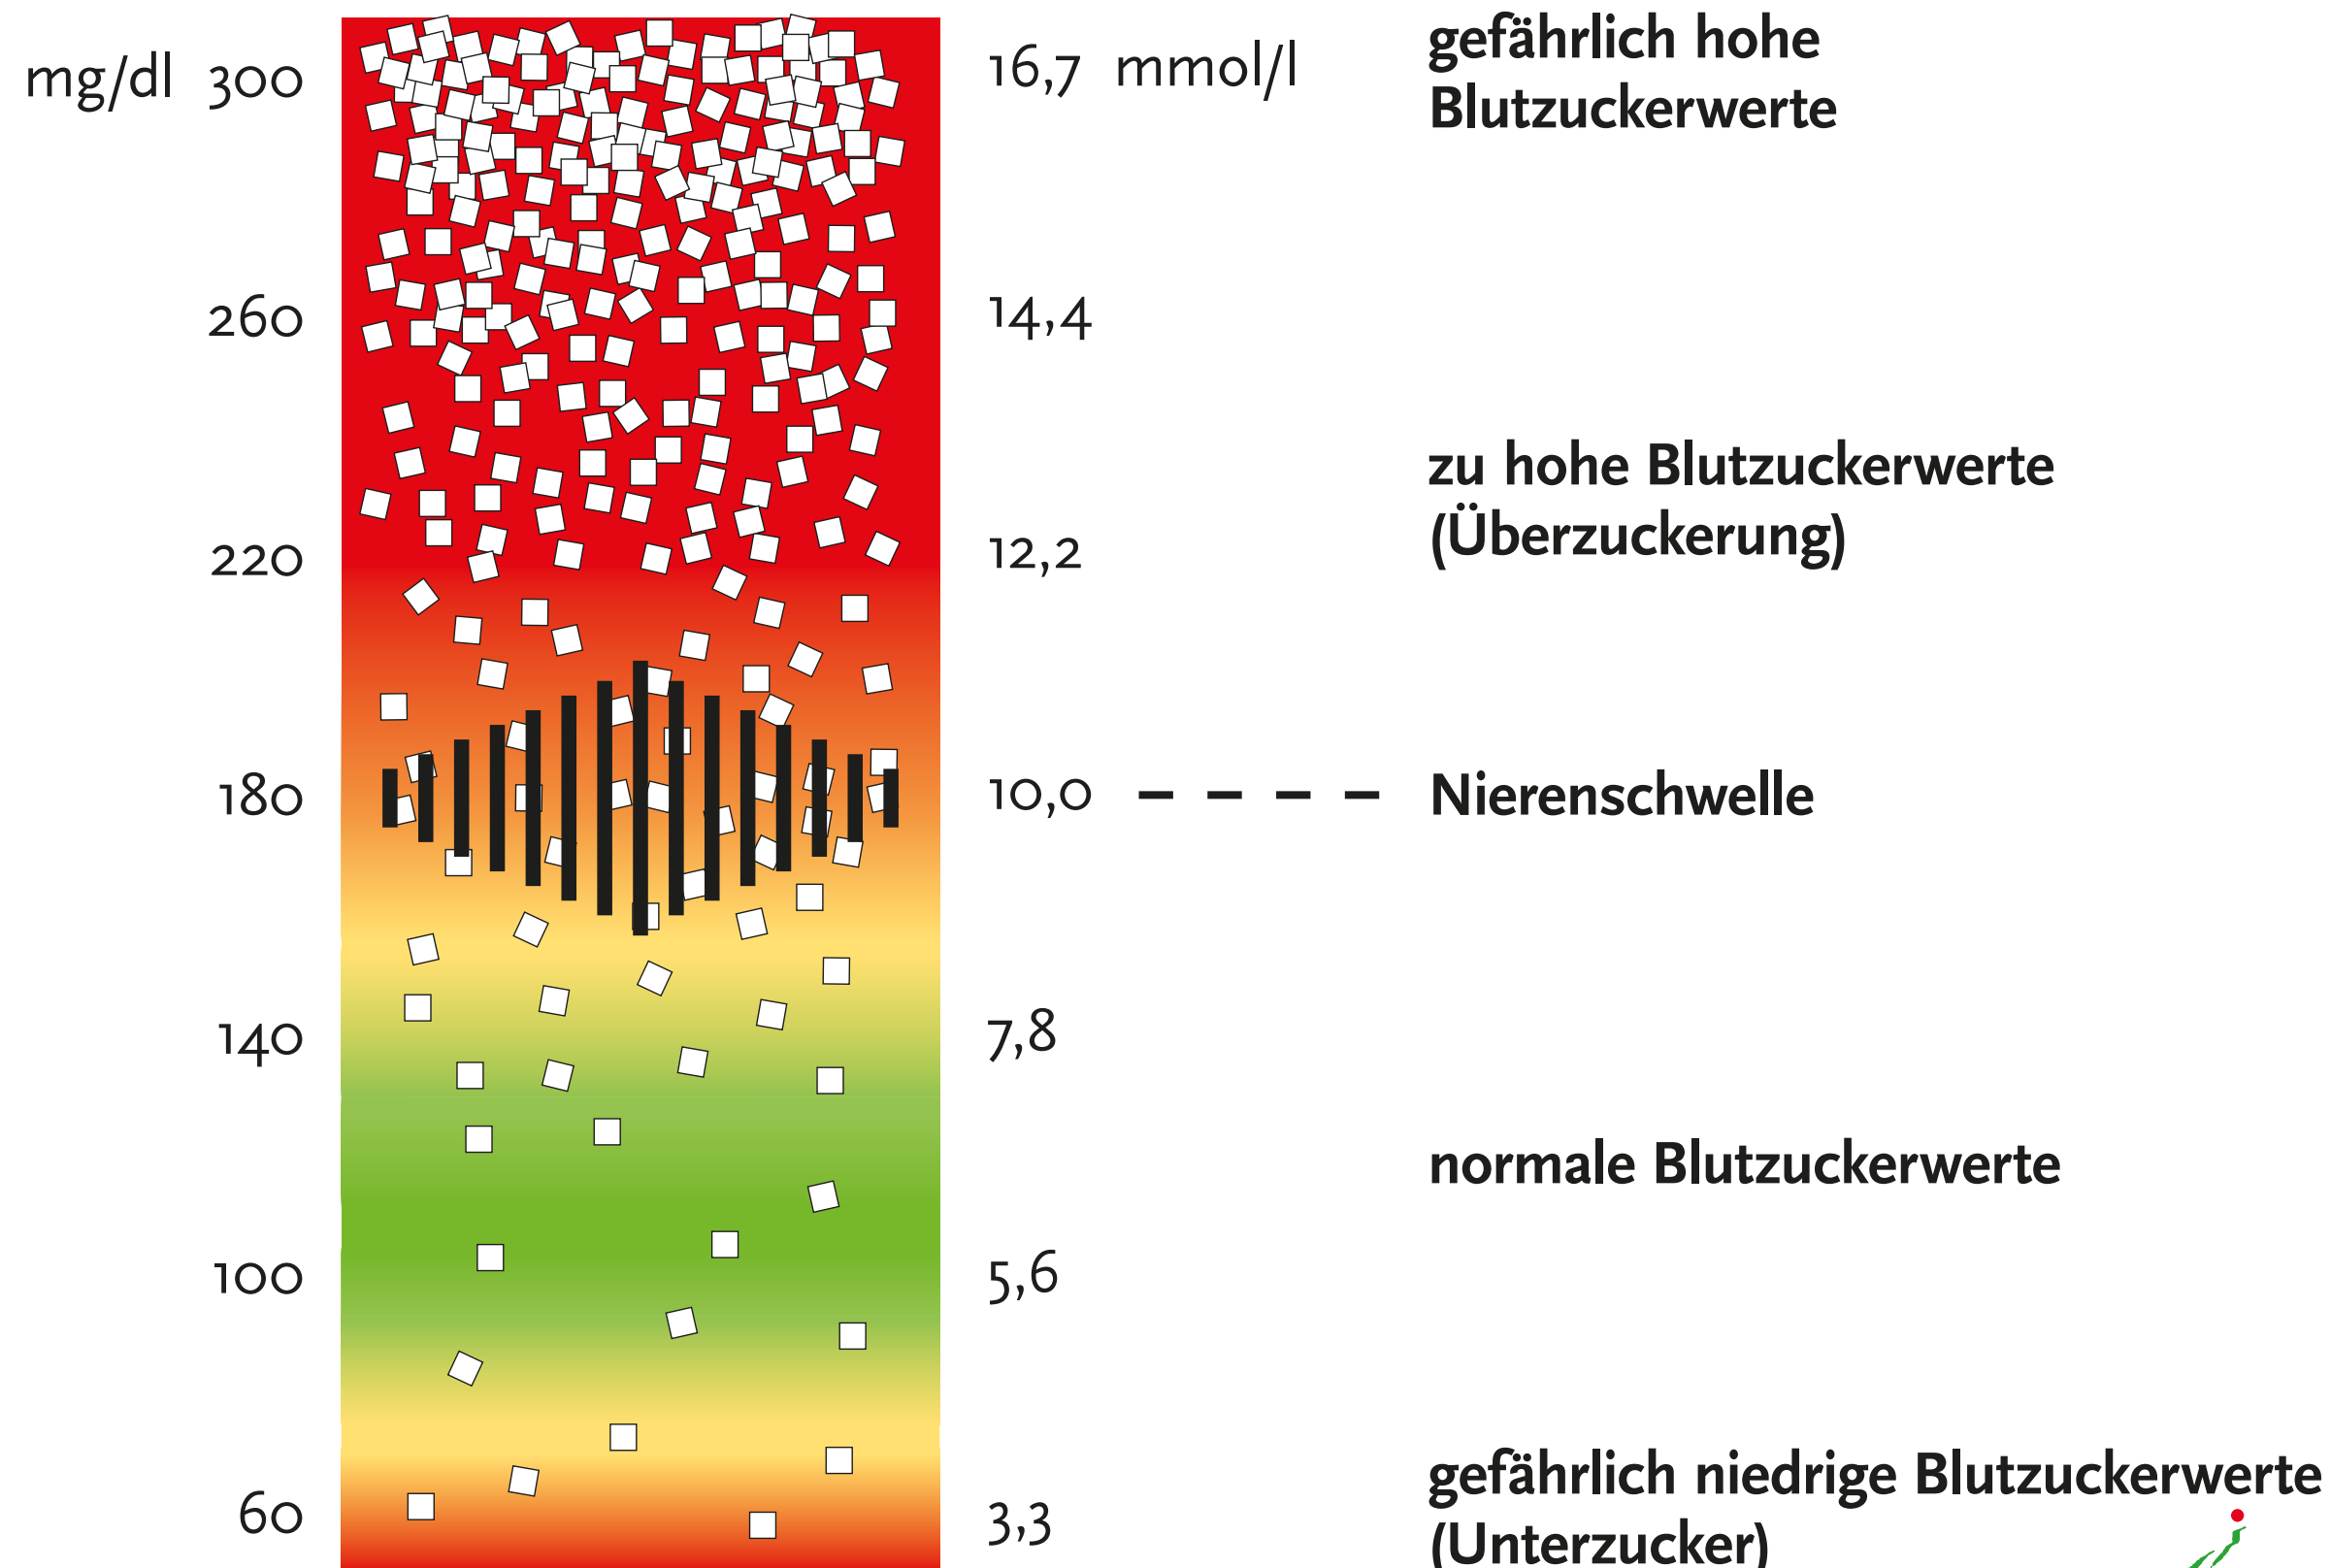 mg/dl 300 16,7 mmol/l gefährlich hohe
Blutzuckerwerte
260 14,4
zu hohe Blutzuckerwerte
(Überzuckerung)
220 12,2
180 10,0 Nierenschwelle
140 7,8
normale Blutzuckerwerte
100 5,6
gefährlich niedrige Blutzuckerwerte
60 3,3 (Unterzucker)